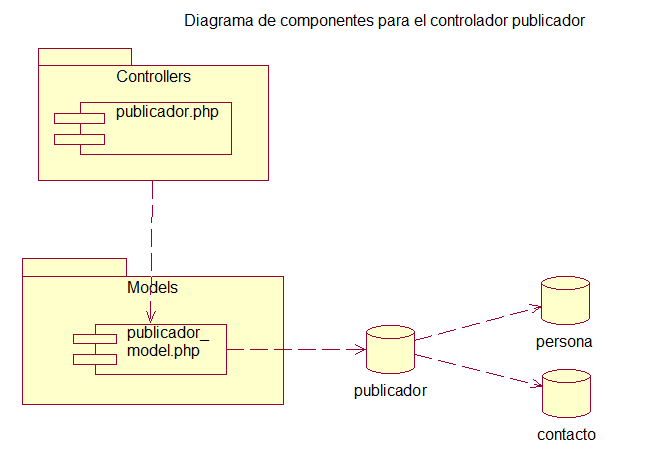 Diagrama de componentes para el controlador publicador
Controllers
publicador.php
Models
publicador_
model.php
publicador
persona
contacto